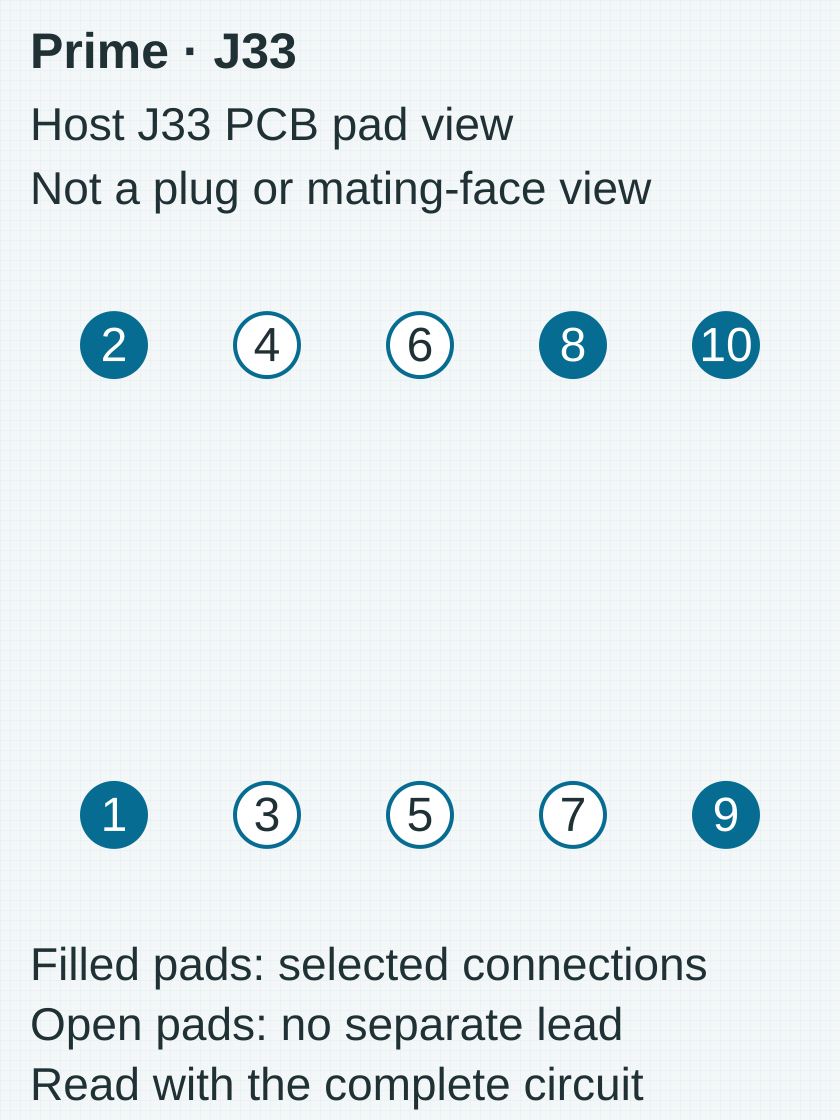 Prime · J33
Host J33 PCB pad view
Not a plug or mating-face view
2 4 6 8 10
1 3 5 7 9
Filled pads: selected connections
Open pads: no separate lead
Read with the complete circuit